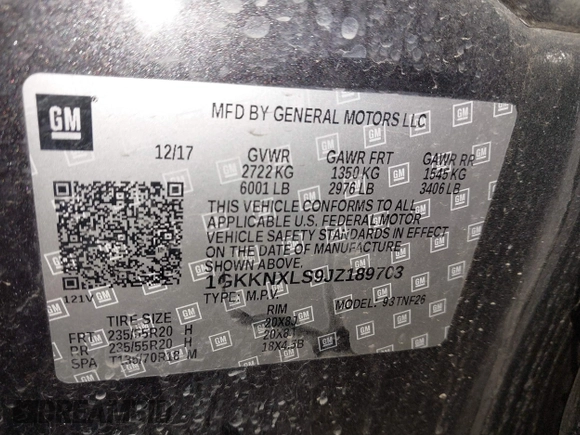 GM
MFD BY GENERAL MOTORS LLC
12/17 GVWR GAWR FRT GAWR RR
2722 KG 1350 KG 1545 KG
6001 LB 2976 LB 3406 LB
THIS VEHICLE CONFORMS TO ALL
APPLICABLE U.S. FEDERAL MOTOR
VEHICLE SAFETY STANDARDS IN EFFECT
ON THE DATE OF MANUFACTURE
SHOWN ABOVE.
1GKKNXLS9JZ189703
121V TYPE: M.P.V. MODEL: 93TNF26
TIRE SIZE RIM
FRT 235/55R20 H 20X8J
RR 235/55R20 H 20X8J
SPA T135/70R18 M 18X4.5B